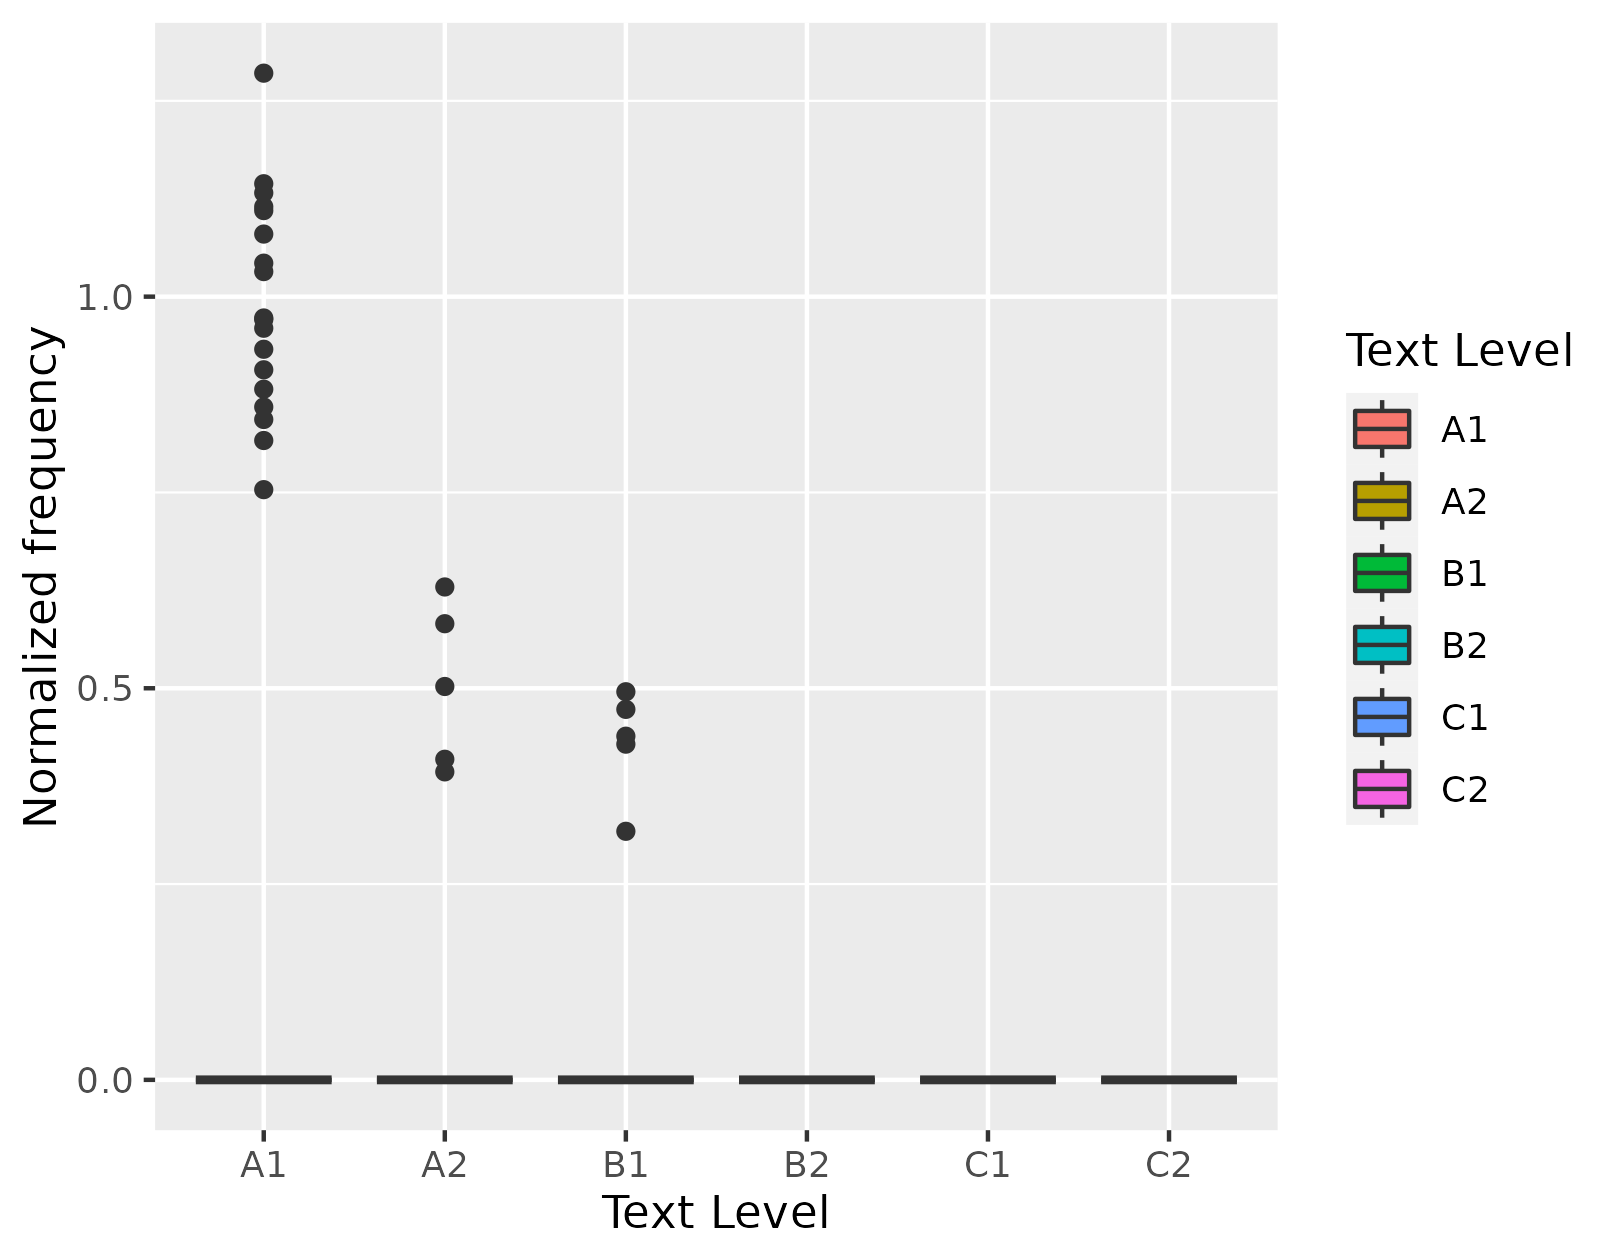 Normalized frequency
1.0
0.5
0.0
A1 A2 B1 B2 C1 C2
Text Level
Text Level
A1
A2
B1
B2
C1
C2